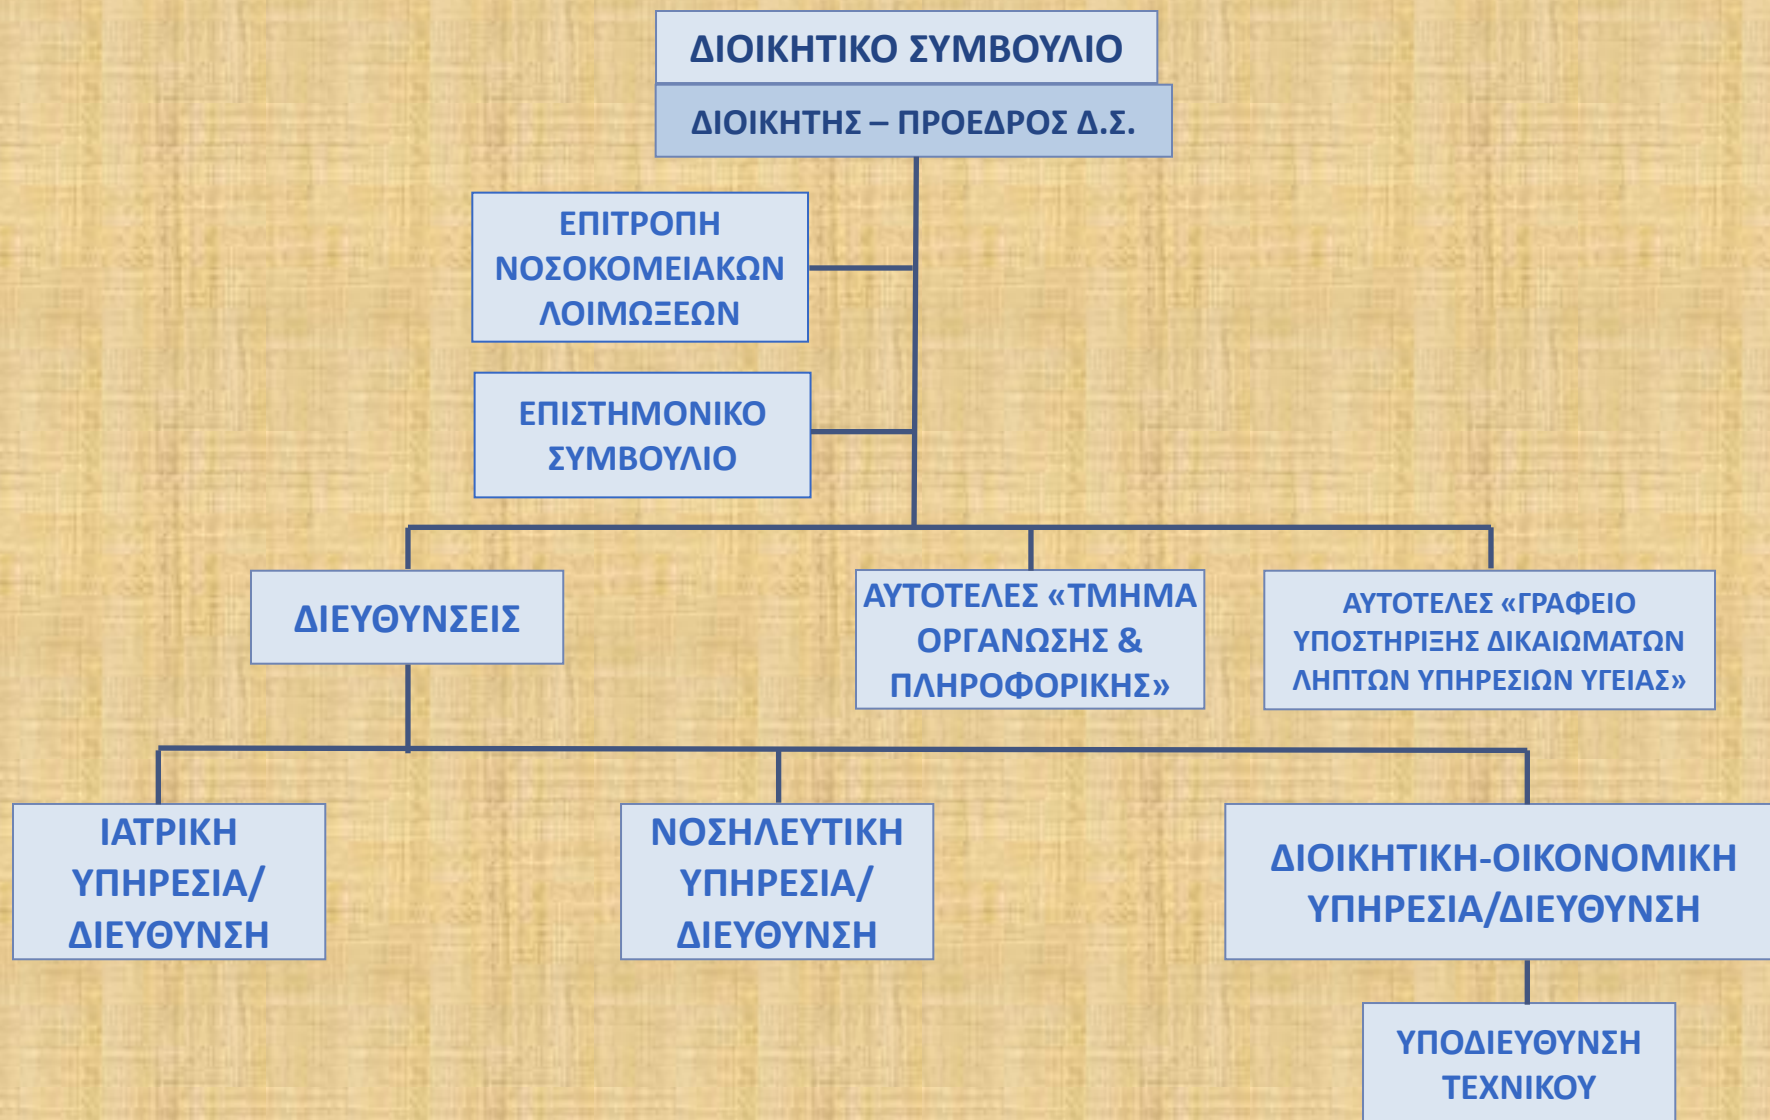 ΔΙΟΙΚΗΤΙΚΟ ΣΥΜΒΟΥΛΙΟ
ΔΙΟΙΚΗΤΗΣ – ΠΡΟΕΔΡΟΣ Δ.Σ.
ΕΠΙΤΡΟΠΗ
ΝΟΣΟΚΟΜΕΙΑΚΩΝ
ΛΟΙΜΩΞΕΩΝ
ΕΠΙΣΤΗΜΟΝΙΚΟ
ΣΥΜΒΟΥΛΙΟ
ΔΙΕΥΘΥΝΣΕΙΣ
ΑΥΤΟΤΕΛΕΣ «ΤΜΗΜΑ
ΟΡΓΑΝΩΣΗΣ &
ΠΛΗΡΟΦΟΡΙΚΗΣ»
ΑΥΤΟΤΕΛΕΣ «ΓΡΑΦΕΙΟ
ΥΠΟΣΤΗΡΙΞΗΣ ΔΙΚΑΙΩΜΑΤΩΝ
ΛΗΠΤΩΝ ΥΠΗΡΕΣΙΩΝ ΥΓΕΙΑΣ»
ΙΑΤΡΙΚΗ
ΥΠΗΡΕΣΙΑ/
ΔΙΕΥΘΥΝΣΗ
ΝΟΣΗΛΕΥΤΙΚΗ
ΥΠΗΡΕΣΙΑ/
ΔΙΕΥΘΥΝΣΗ
ΔΙΟΙΚΗΤΙΚΗ-ΟΙΚΟΝΟΜΙΚΗ
ΥΠΗΡΕΣΙΑ/ΔΙΕΥΘΥΝΣΗ
ΥΠΟΔΙΕΥΘΥΝΣΗ
ΤΕΧΝΙΚΟΥ